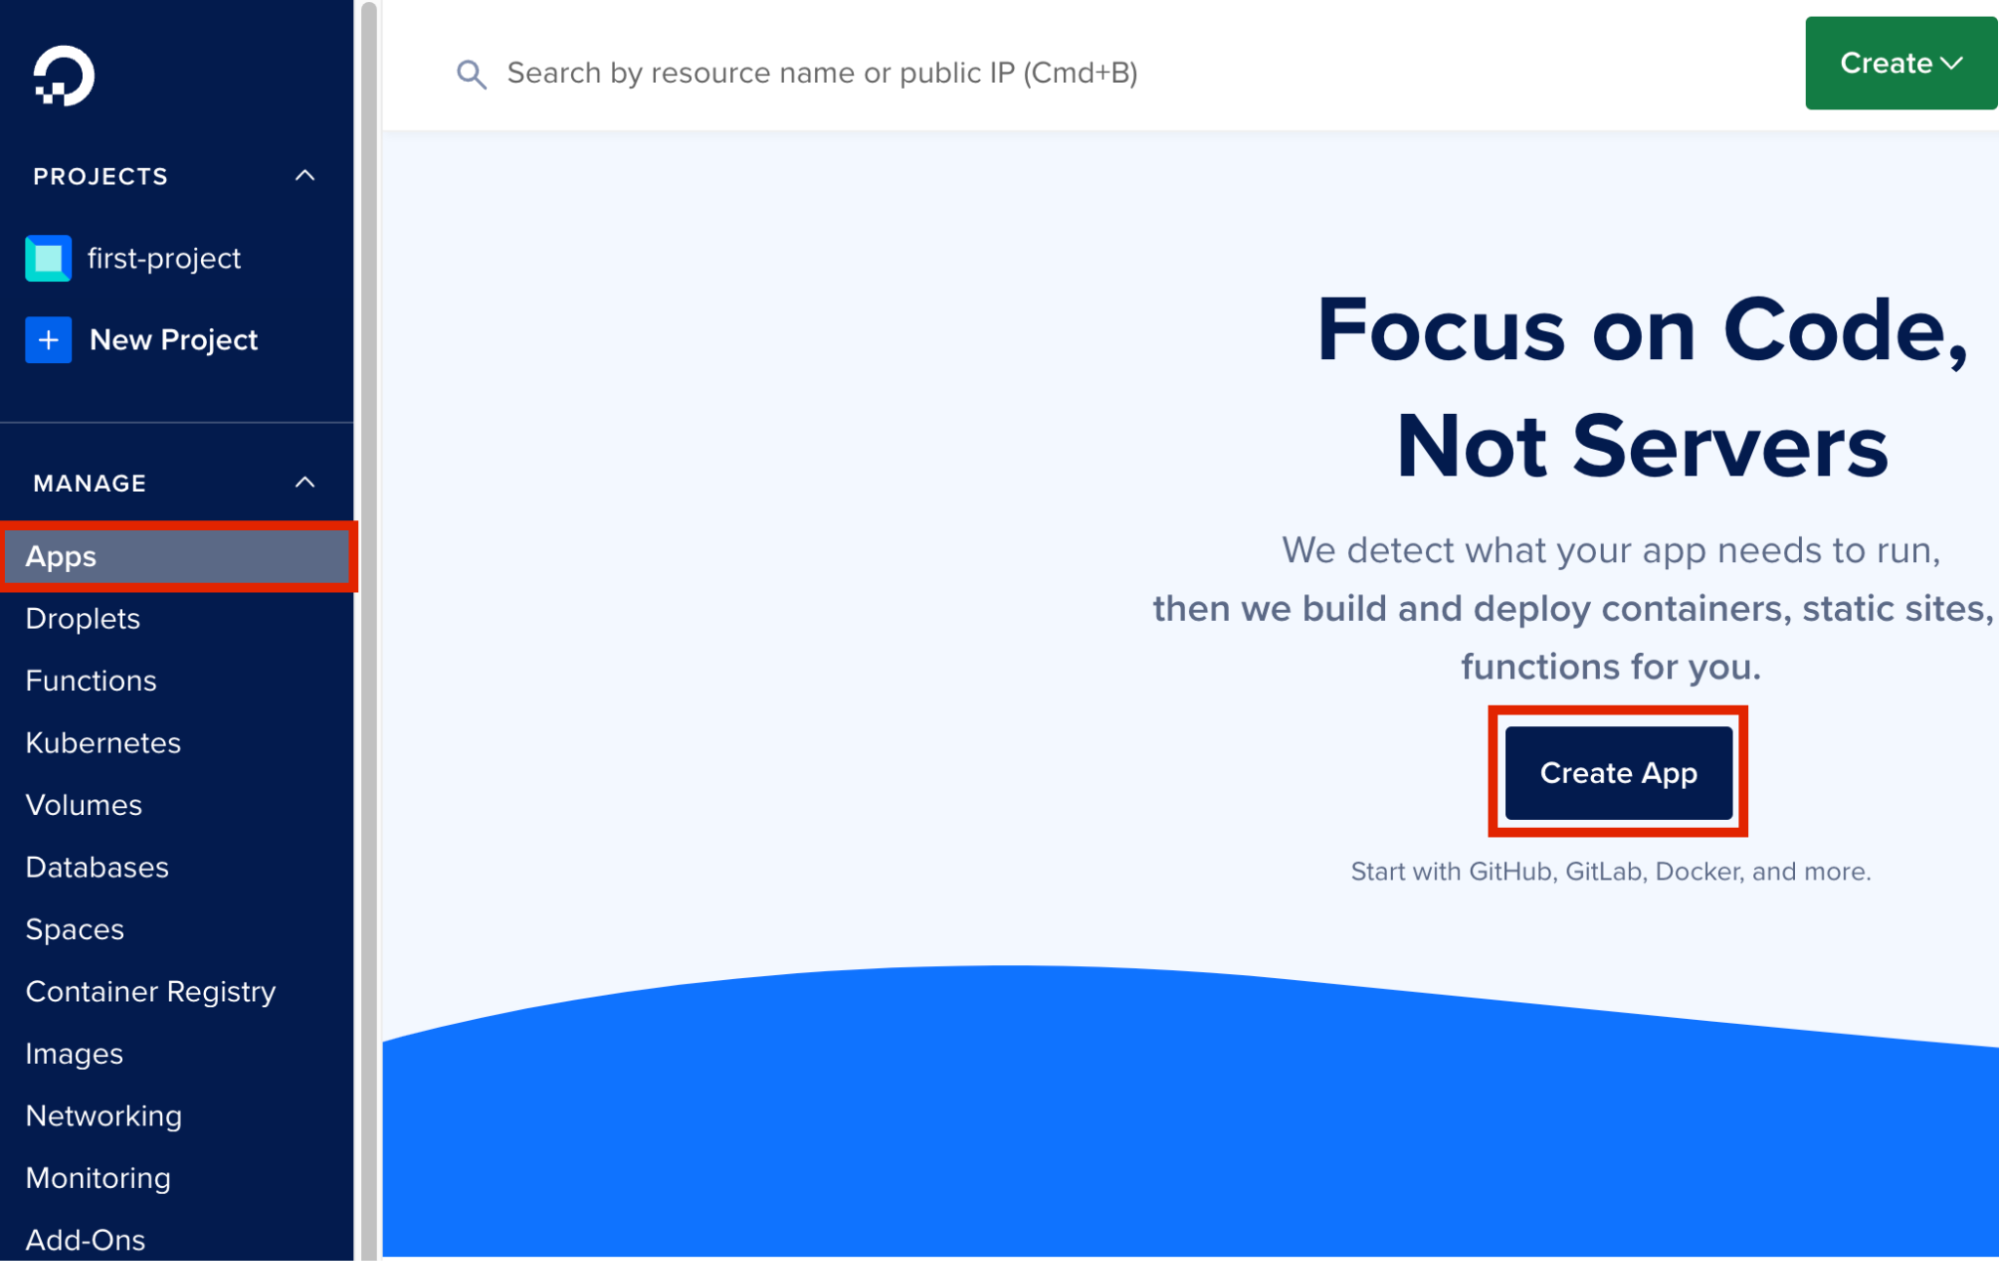 Search by resource name or public IP (Cmd+B)
Create
PROJECTS
first-project
New Project
MANAGE
Apps
Droplets
Functions
Kubernetes
Volumes
Databases
Spaces
Container Registry
Images
Networking
Monitoring
Add-Ons
Focus on Code,
Not Servers
We detect what your app needs to run,
then we build and deploy containers, static sites,
functions for you.
Create App
Start with GitHub, GitLab, Docker, and more.